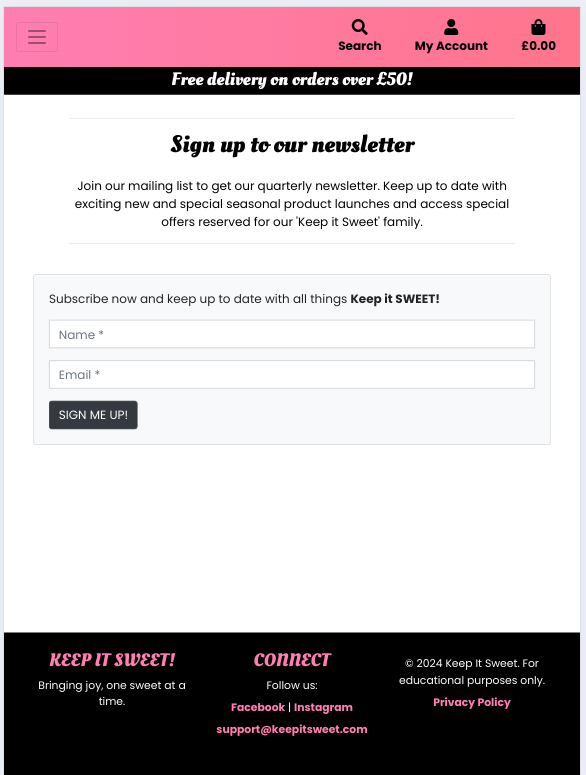 Search
My Account
£0.00
Free delivery on orders over £50!
Sign up to our newsletter
Join our mailing list to get our quarterly newsletter. Keep up to date with
exciting new and special seasonal product launches and access special
offers reserved for our 'Keep it Sweet' family.
Subscribe now and keep up to date with all things Keep it SWEET!
Name *
Email *
SIGN ME UP!
KEEP IT SWEET!
Bringing joy, one sweet at a
time.
CONNECT
Follow us:
Facebook | Instagram
support@keepitsweet.com
© 2024 Keep It Sweet. For
educational purposes only.
Privacy Policy